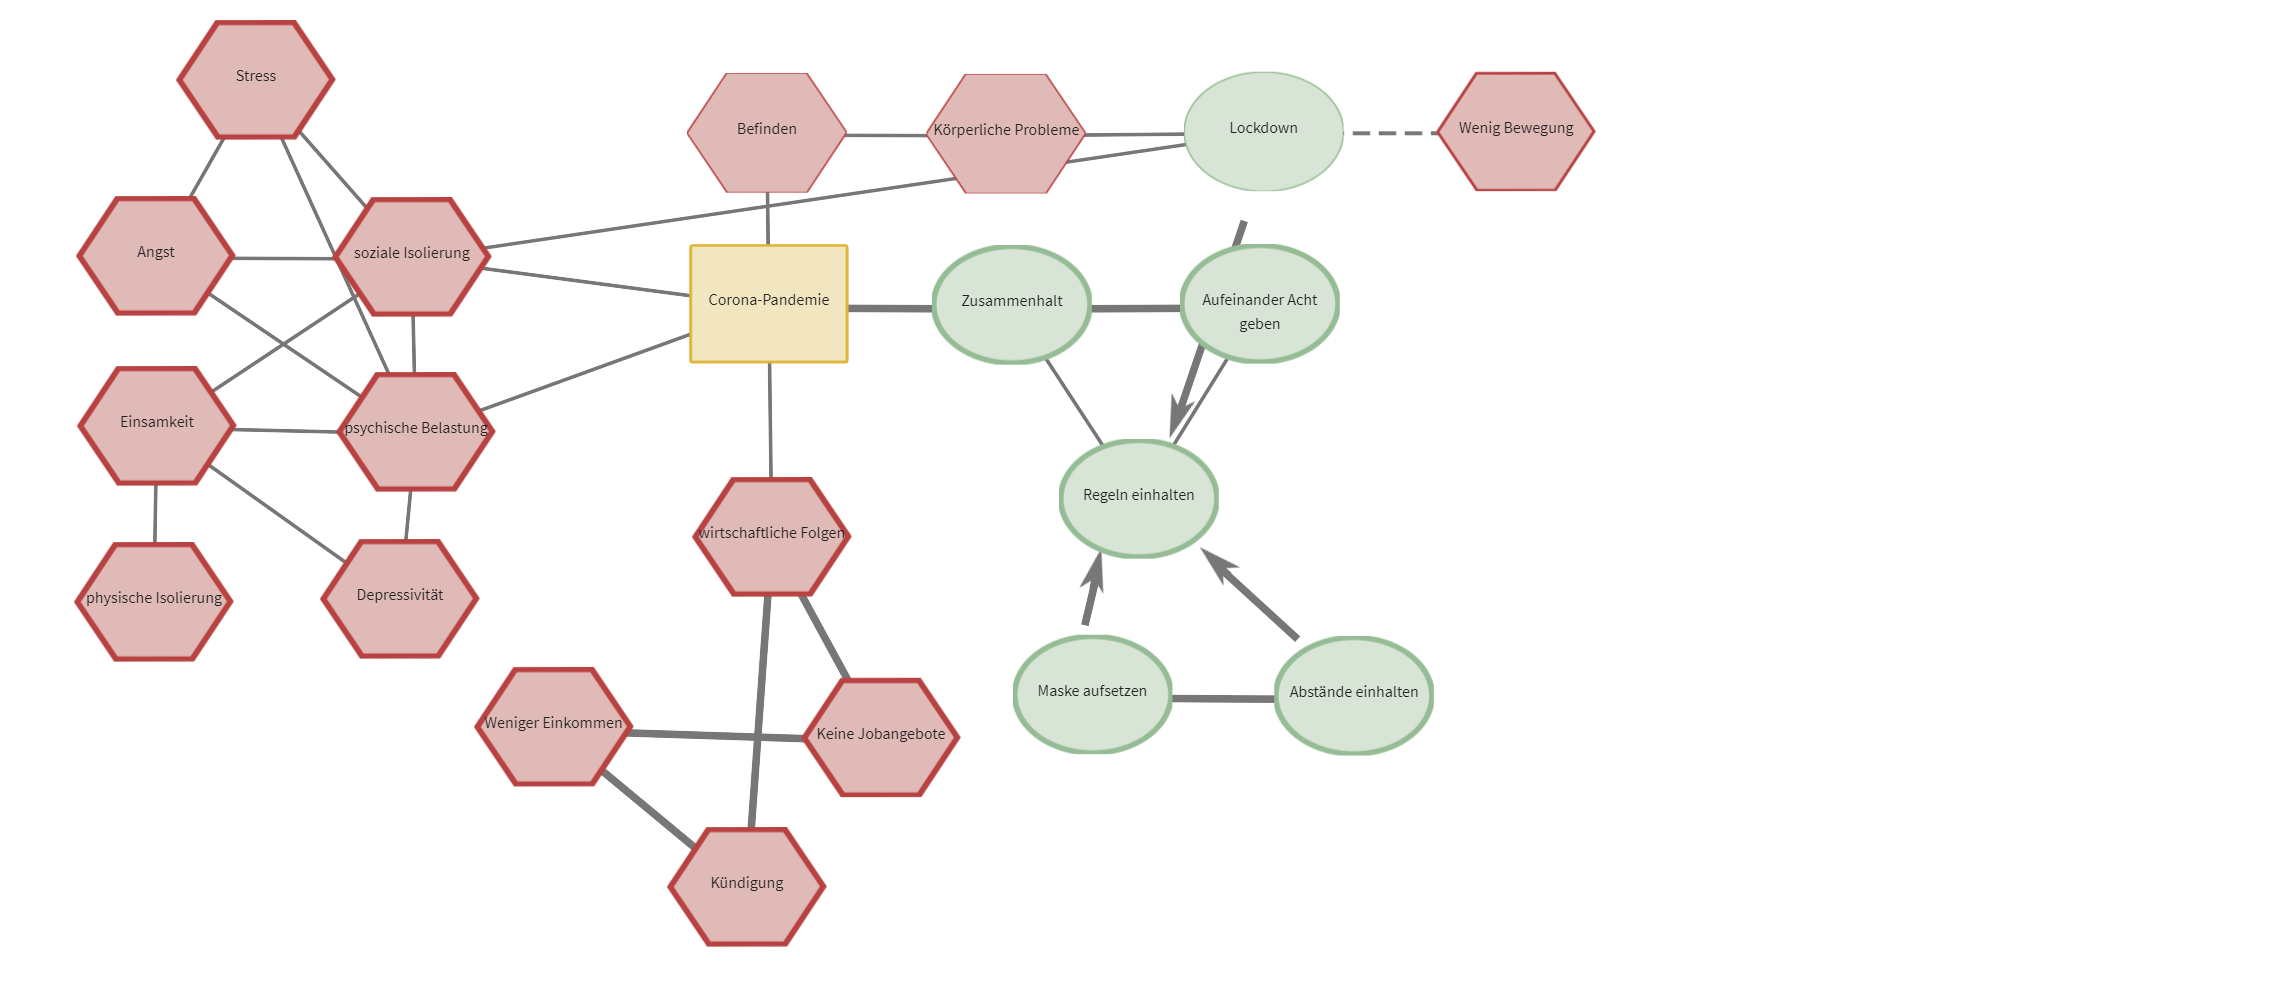 Stress
Befinden
Körperliche Probleme
Lockdown
Wenig Bewegung
Angst
soziale Isolierung
Corona-Pandemie
Zusammenhalt
Aufeinander Acht
geben
Einsamkeit
psychische Belastung
Regeln einhalten
wirtschaftliche Folgen
physische Isolierung
Depressivität
Weniger Einkommen
Keine Jobangebote
Maske aufsetzen
Abstände einhalten
Kündigung